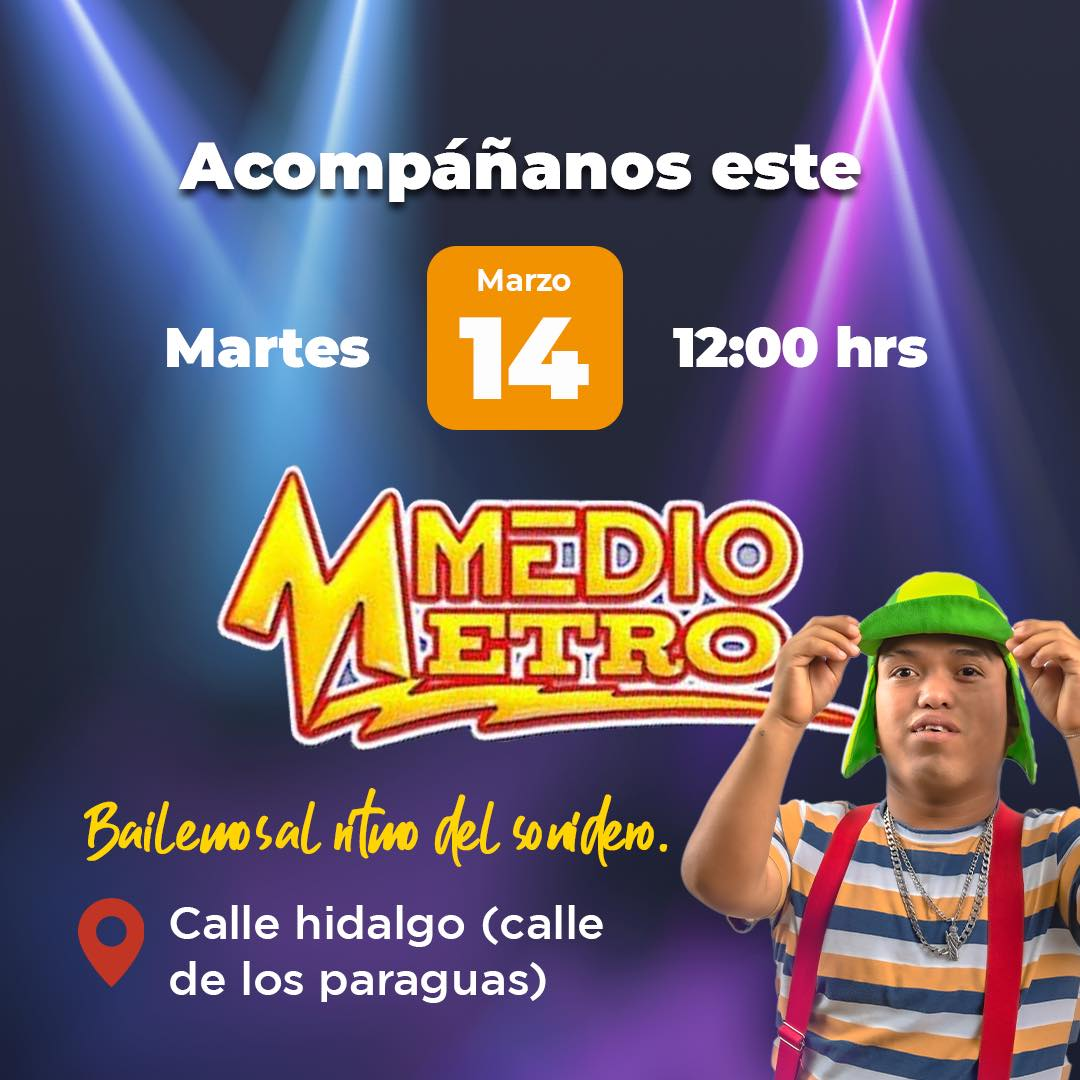 Acompáñanos este
Marzo
Martes 14 12:00 hrs
MEDIO
METRO
Bailemos al ritmo del sonidero.
Calle hidalgo (calle
de los paraguas)